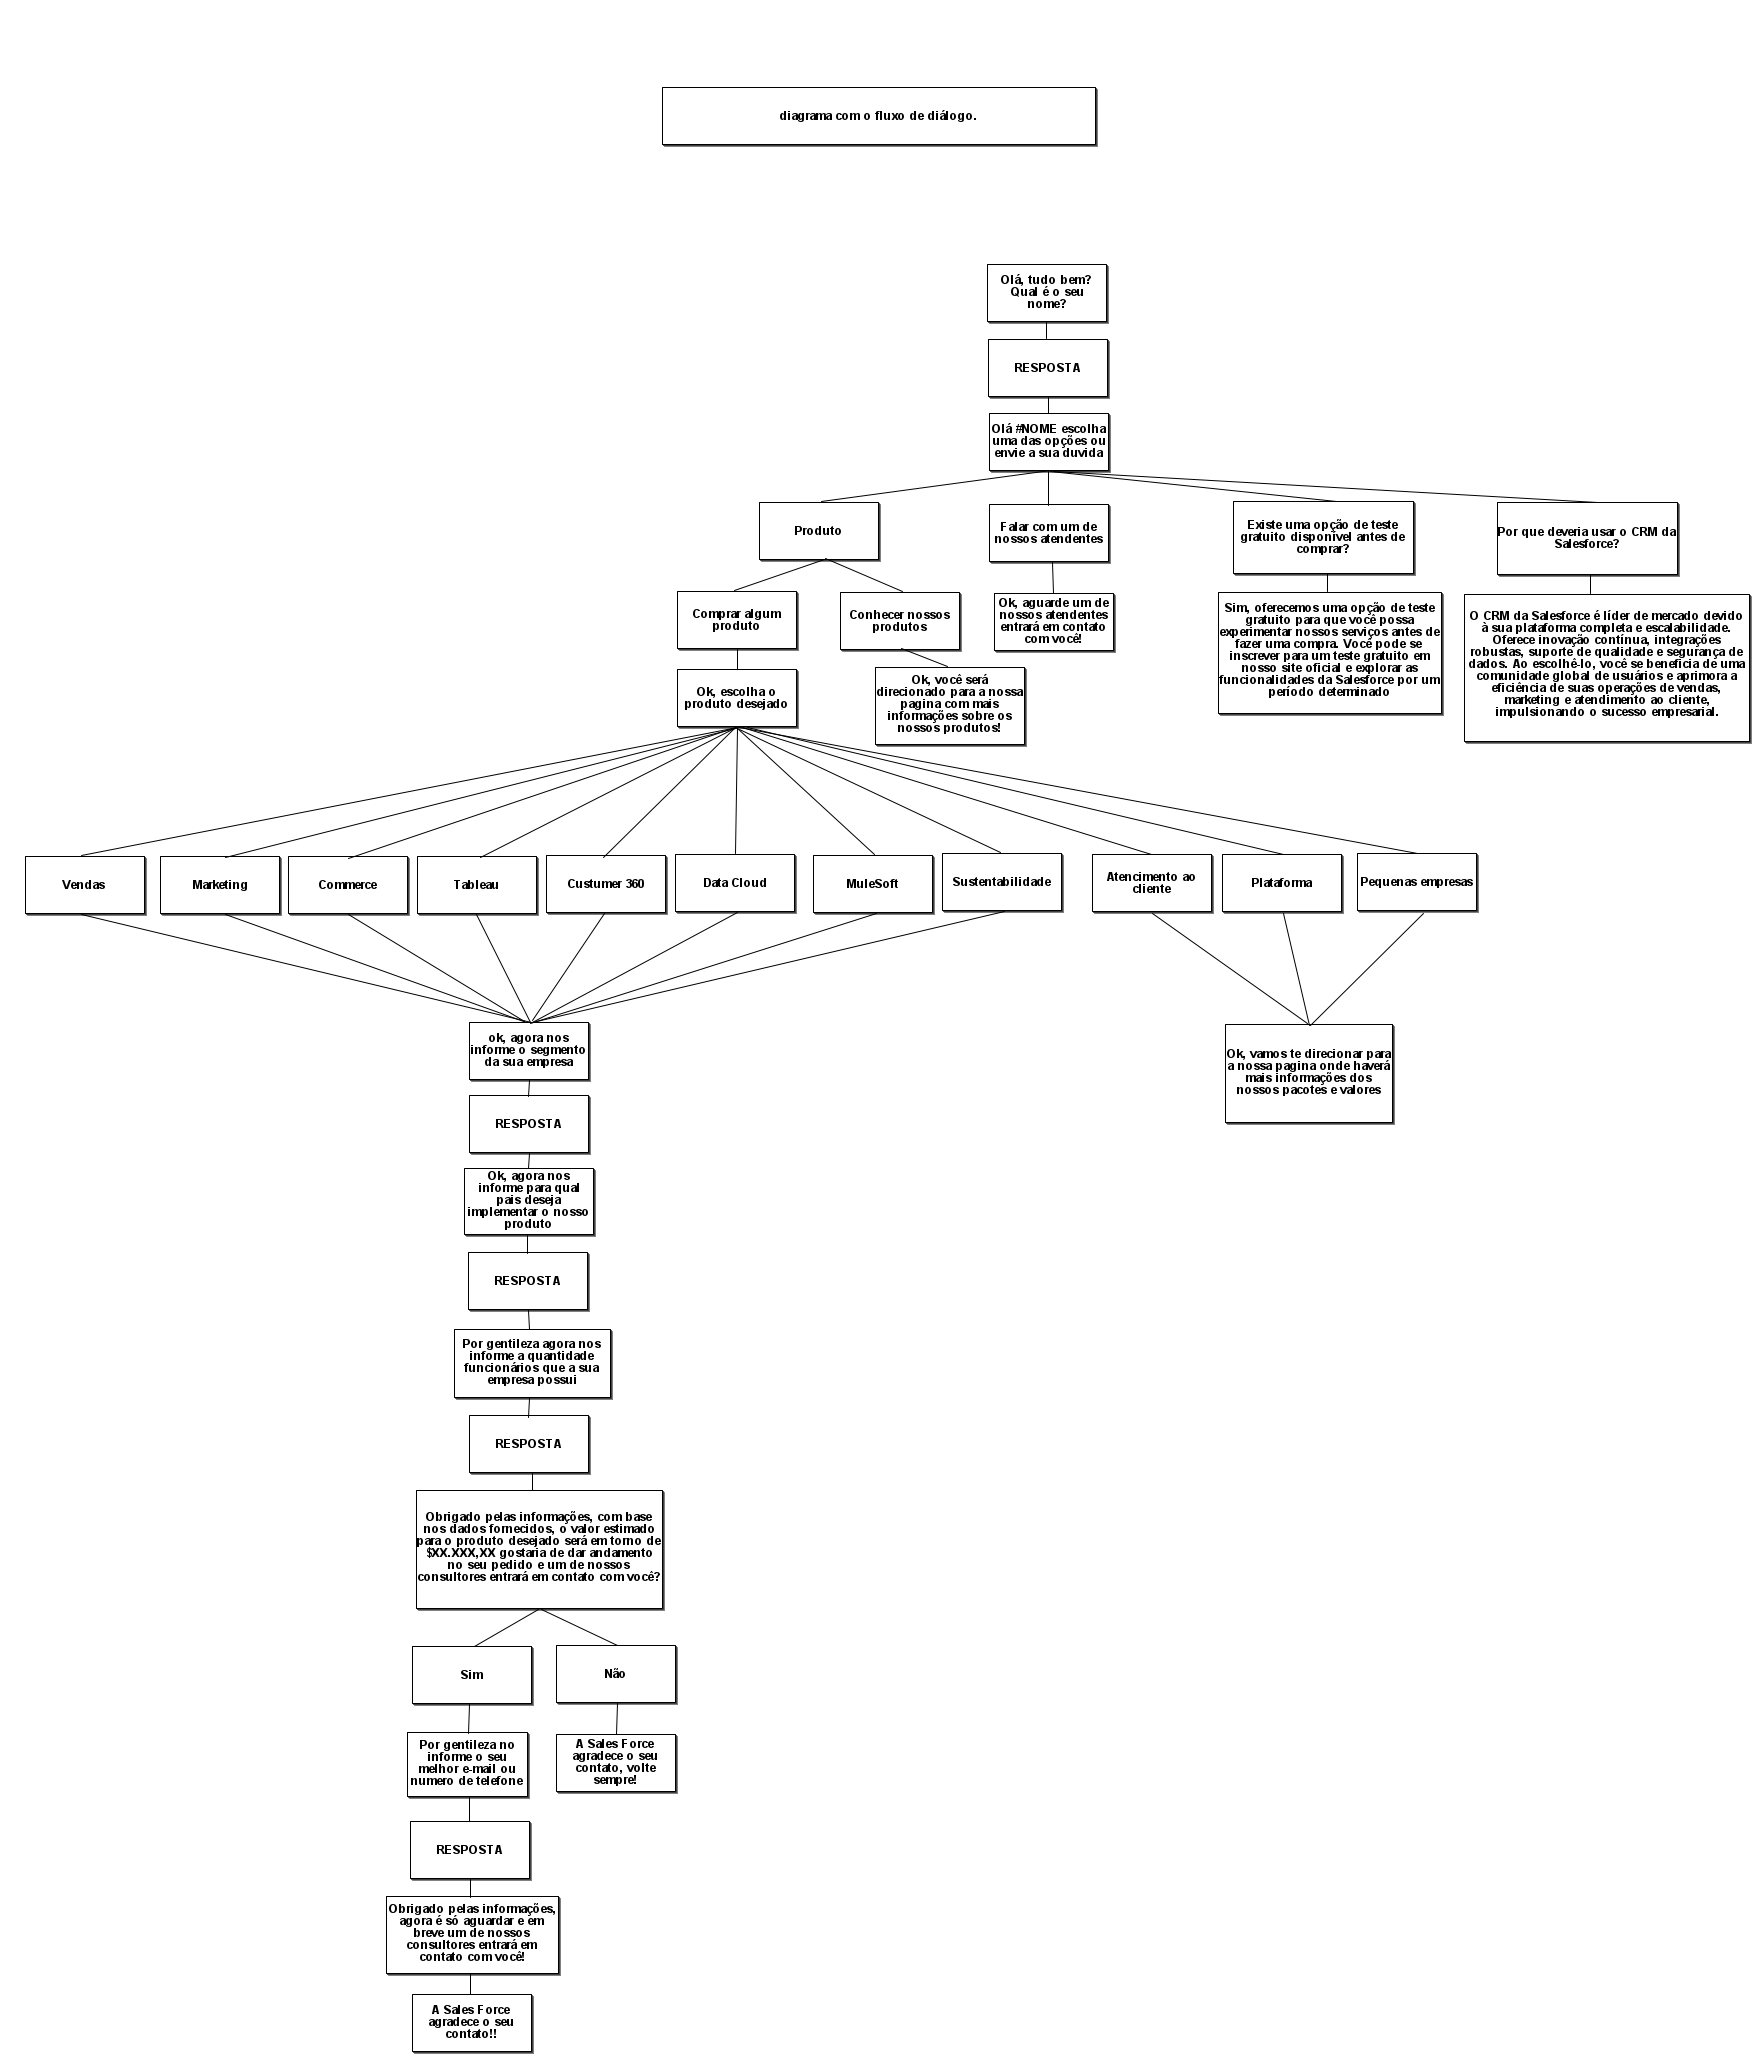 diagrama com o fluxo de diálogo.
Olá, tudo bem?
Qual é o seu
nome?
RESPOSTA
Olá #NOME escolha
uma das opções ou
envie a sua duvida
Produto
Falar com um de
nossos atendentes
Existe uma opção de teste
gratuito disponível antes de
comprar?
Por que deveria usar o CRM da
Salesforce?
Comprar algum
produto
Conhecer nossos
produtos
Ok, aguarde um de
nossos atendentes
entrará em contato
com você!
Sim, oferecemos uma opção de teste
gratuito para que você possa
experimentar nossos serviços antes de
fazer uma compra. Você pode se
inscrever para um teste gratuito em
nosso site oficial e explorar as
funcionalidades da Salesforce por um
período determinado
O CRM da Salesforce é líder de mercado devido
à sua plataforma completa e escalabilidade.
Oferece inovação contínua, integrações
robustas, suporte de qualidade e segurança de
dados. Ao escolhê-lo, você se beneficia de uma
comunidade global de usuários e aprimora a
eficiência de suas operações de vendas,
marketing e atendimento ao cliente,
impulsionando o sucesso empresarial.
Ok, escolha o
produto desejado
Ok, você será
direcionado para a nossa
pagina com mais
informações sobre os
nossos produtos!
Vendas
Marketing
Commerce
Tableau
Custumer 360
Data Cloud
MuleSoft
Sustentabilidade
Atencimento ao
cliente
Plataforma
Pequenas empresas
ok, agora nos
informe o segmento
da sua empresa
Ok, vamos te direcionar para
a nossa pagina onde haverá
mais informações dos
nossos pacotes e valores
RESPOSTA
Ok, agora nos
informe para qual
pais deseja
implementar o nosso
produto
RESPOSTA
Por gentileza agora nos
informe a quantidade
funcionários que a sua
empresa possui
RESPOSTA
Obrigado pelas informações, com base
nos dados fornecidos, o valor estimado
para o produto desejado será em torno de
$XX.XXX,XX gostaria de dar andamento
no seu pedido e um de nossos
consultores entrará em contato com você?
Sim
Não
Por gentileza no
informe o seu
melhor e-mail ou
numero de telefone
A Sales Force
agradece o seu
contato, volte
sempre!
RESPOSTA
Obrigado pelas informações,
agora é só aguardar e em
breve um de nossos
consultores entrará em
contato com você!
A Sales Force
agradece o seu
contato!!